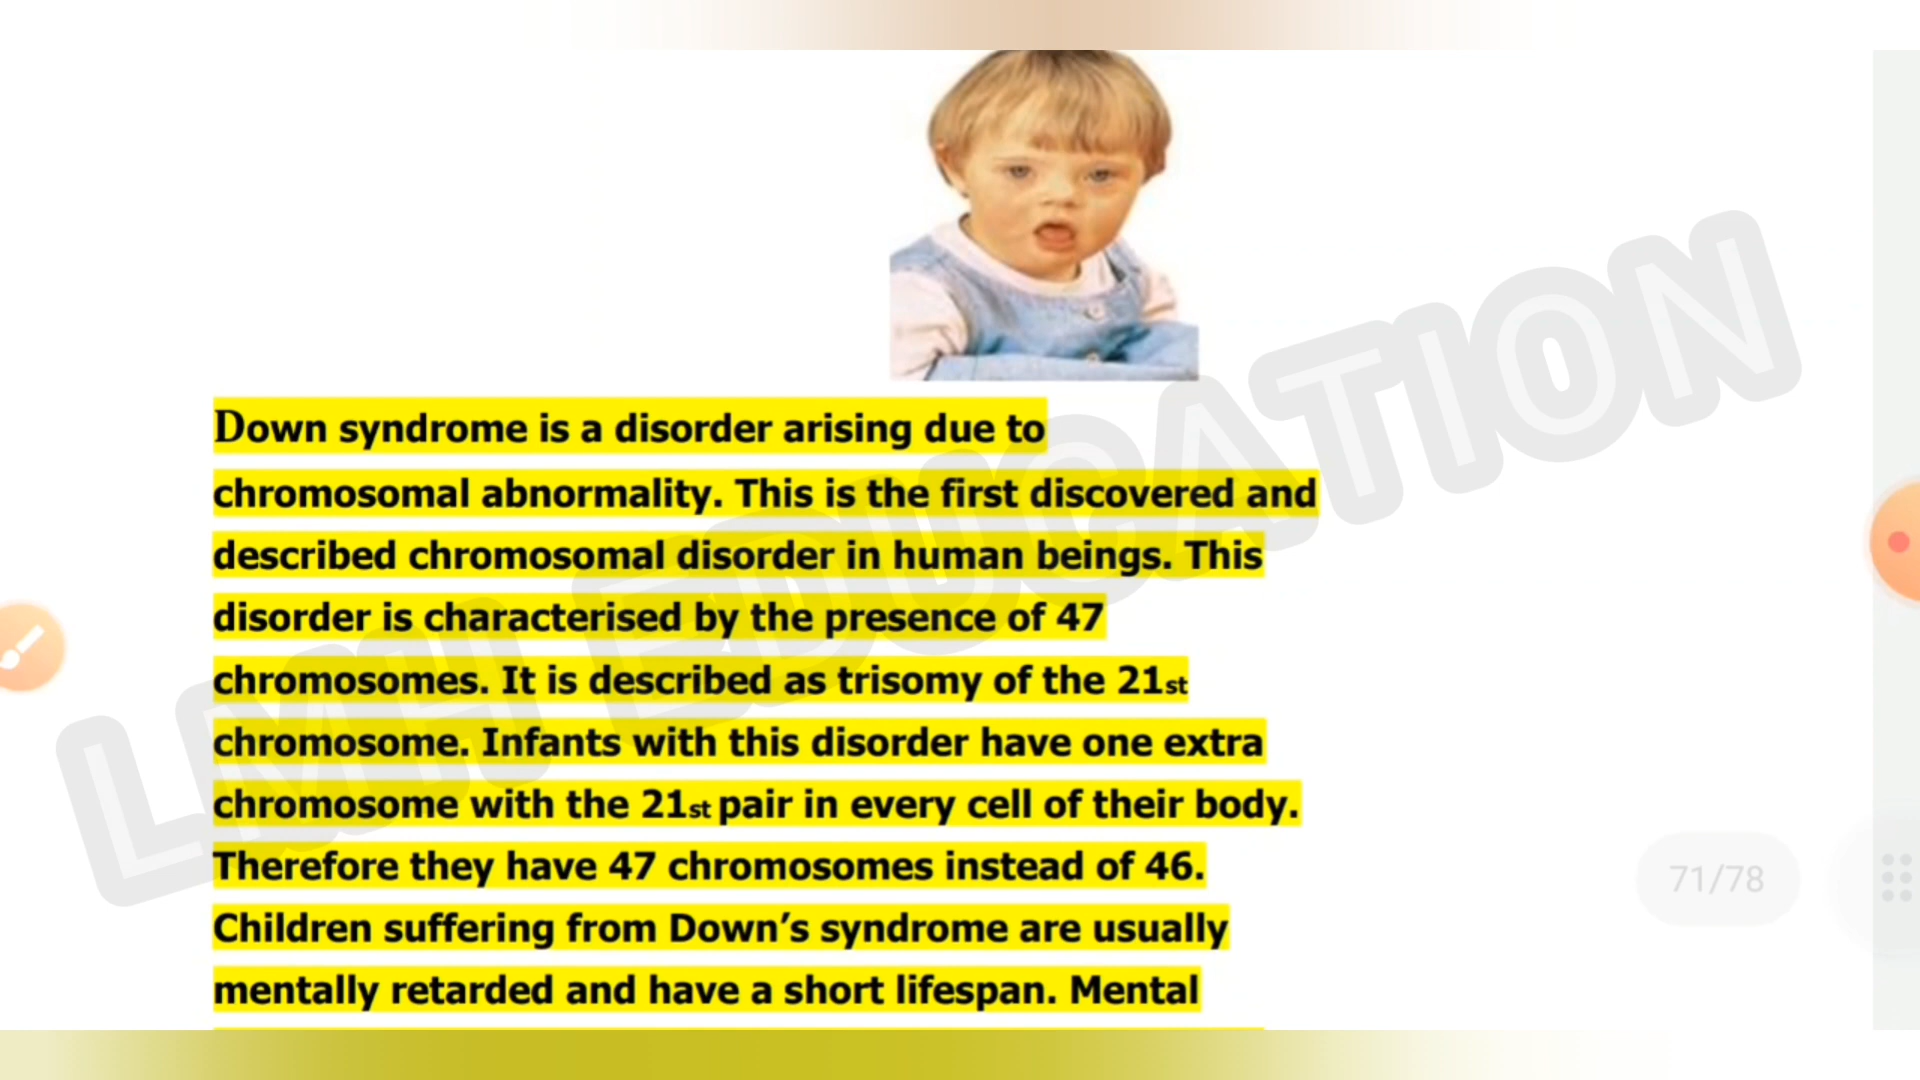 Down syndrome is a disorder arising due to
chromosomal abnormality. This is the first discovered and
described chromosomal disorder in human beings. This
disorder is characterised by the presence of 47
chromosomes. It is described as trisomy of the 21st
chromosome. Infants with this disorder have one extra
chromosome with the 21st pair in every cell of their body.
Therefore they have 47 chromosomes instead of 46.
Children suffering from Down’s syndrome are usually
mentally retarded and have a short lifespan. Mental
LMH EDUCATION
71/78